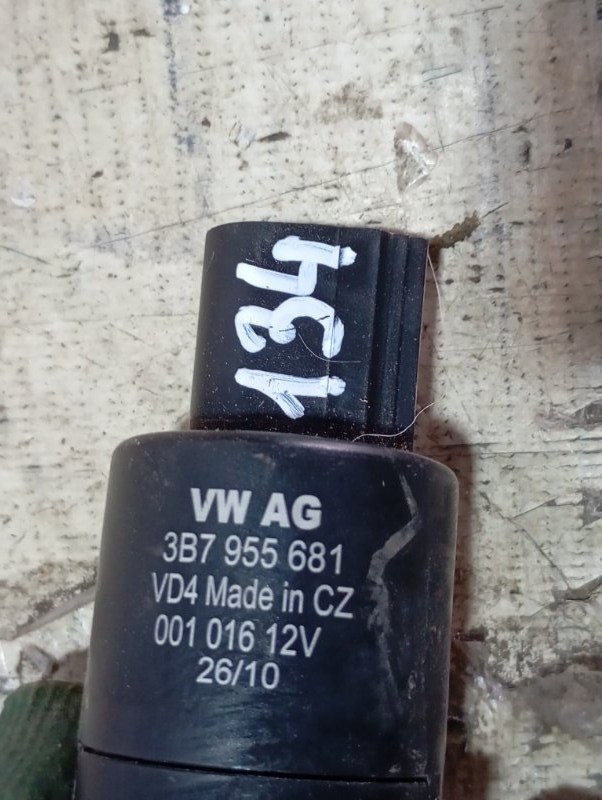 134
VW AG
3B7 955 681
VD4 Made in CZ
001 016 12V
26/10